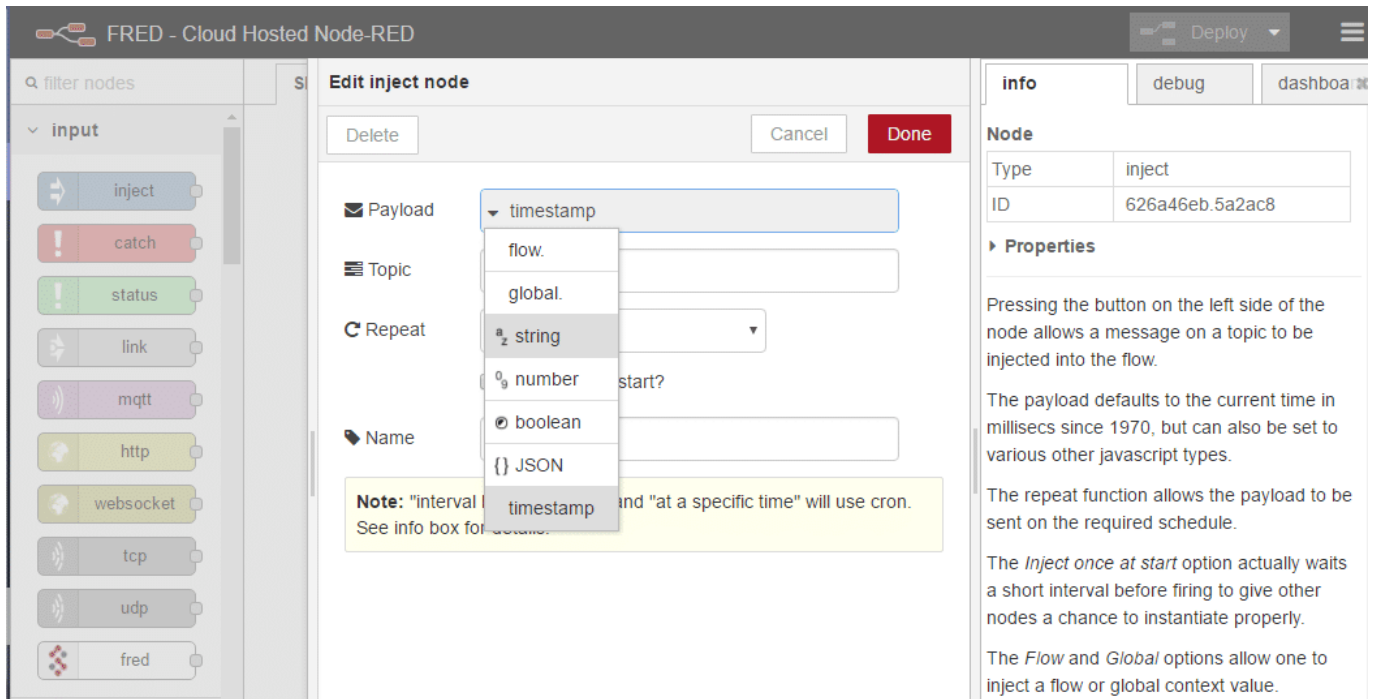 FRED - Cloud Hosted Node-RED
Deploy
filter nodes
input
inject
catch
status
link
mqtt
http
websocket
tcp
udp
fred
Edit inject node
Delete
Cancel
Done
Payload
timestamp
flow.
global.
string
number
boolean
JSON
timestamp
Topic
Repeat
start?
Name
Note: "interval and "at a specific time" will use cron.
See info box for details.
info
debug
dashboa
Node
Type inject
ID 626a46eb.5a2ac8
Properties
Pressing the button on the left side of the
node allows a message on a topic to be
injected into the flow.
The payload defaults to the current time in
millisecs since 1970, but can also be set to
various other javascript types.
The repeat function allows the payload to be
sent on the required schedule.
The Inject once at start option actually waits
a short interval before firing to give other
nodes a chance to instantiate properly.
The Flow and Global options allow one to
inject a flow or global context value.